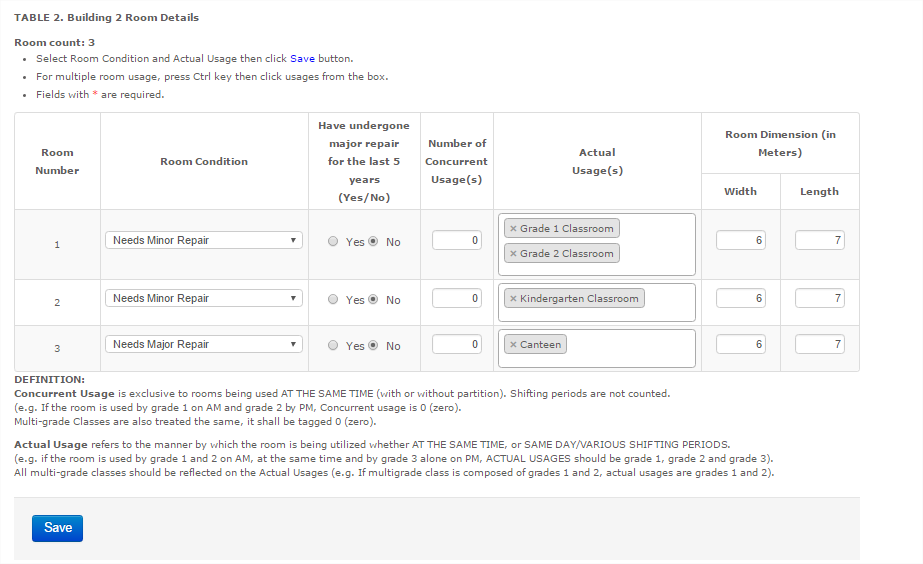 TABLE 2. Building 2 Room Details
Room count: 3
• Select Room Condition and Actual Usage then click Save button.
• For multiple room usage, press Ctrl key then click usages from the box.
• Fields with * are required.
Room Number
Room Condition
Have undergone major repair for the last 5 years (Yes/No)
Number of Concurrent Usage(s)
Actual Usage(s)
Room Dimension (in Meters)
Width
Length
1 Needs Minor Repair Yes No 0 × Grade 1 Classroom × Grade 2 Classroom 6 7
2 Needs Minor Repair Yes No 0 × Kindergarten Classroom 6 7
3 Needs Major Repair Yes No 0 × Canteen 6 7
DEFINITION:
Concurrent Usage is exclusive to rooms being used AT THE SAME TIME (with or without partition). Shifting periods are not counted.
(e.g. If the room is used by grade 1 on AM and grade 2 by PM, Concurrent usage is 0 (zero).
Multi-grade Classes are also treated the same, it shall be tagged 0 (zero).
Actual Usage refers to the manner by which the room is being utilized whether AT THE SAME TIME, or SAME DAY/VARIOUS SHIFTING PERIODS.
(e.g. if the room is used by grade 1 and 2 on AM, at the same time and by grade 3 alone on PM, ACTUAL USAGES should be grade 1, grade 2 and grade 3).
All multi-grade classes should be reflected on the Actual Usages (e.g. If multigrade class is composed of grades 1 and 2, actual usages are grades 1 and 2).
Save